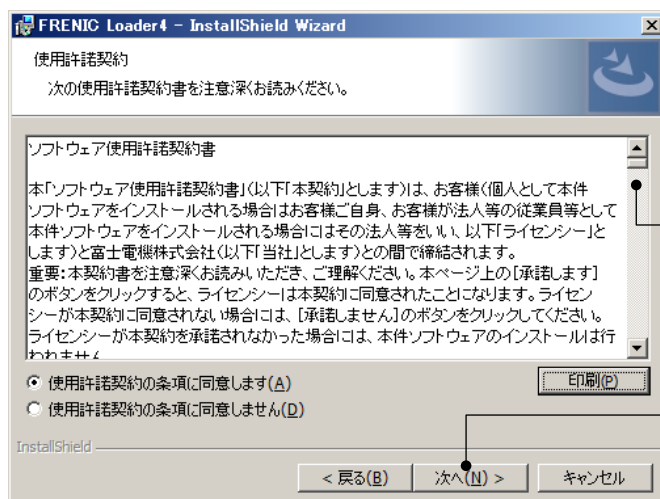 FRENIC Loader4 - InstallShield Wizard
使用許諾契約
次の使用許諾契約書を注意深くお読みください。
ソフトウェア使用許諾契約書
本「ソフトウェア使用許諾契約書」(以下「本契約」とします)は、お客様(個人として本件
ソフトウェアをインストールされる場合はお客様ご自身、お客様が法人等の従業員等として
本件ソフトウェアをインストールされる場合にはその法人等をいい、以下「ライセンシー」と
します)と富士電機株式会社(以下「当社」とします)との間で締結されます。
重要:本契約書を注意深くお読みいただき、ご理解ください。本ページ上の[承諾します]
のボタンをクリックすると、ライセンシーは本契約に同意されたことになります。ライセン
シーが本契約に同意されない場合には、[承諾しません]のボタンをクリックしてください。
ライセンシーが本契約を承諾されなかった場合には、本件ソフトウェアのインストールは行
われません
使用許諾契約の条項に同意します(A)
印刷(P)
使用許諾契約の条項に同意しません(D)
InstallShield
< 戻る(B)
次へ(N) >
キャンセル